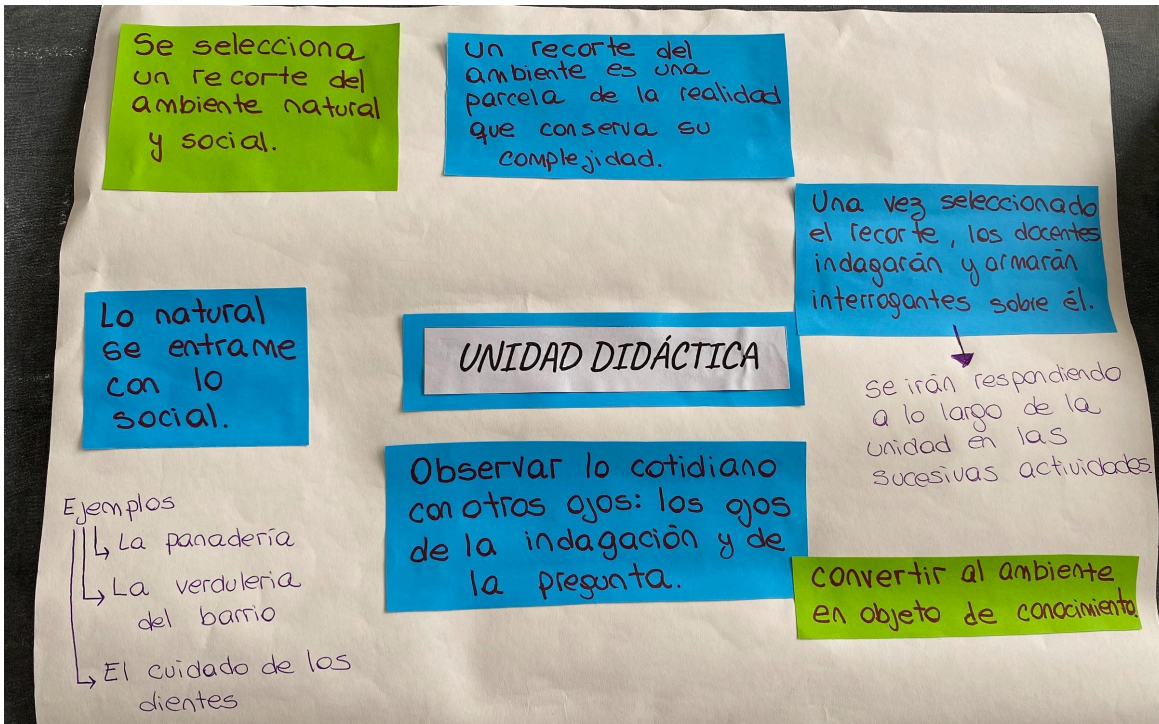 Se selecciona
un recorte del
ambiente natural
y social.
Un recorte del
ambiente es una
parcela de la realidad
que conserva su
complejidad.
Una vez seleccionado
el recorte, los docentes
indagarán y armarán
interrogantes sobre él.
se irán respondiendo
a lo largo de la
unidad en las
sucesivas actividades.
Lo natural
se entrame
con lo
social.
UNIDAD DIDÁCTICA
Observar lo cotidiano
con otros ojos: los ojos
de la indagación y de
la pregunta.
Ejemplos
La panadería
La verduleria
del barrio
El cuidado de los
dientes
convertir al ambiente
en objeto de conocimiento.